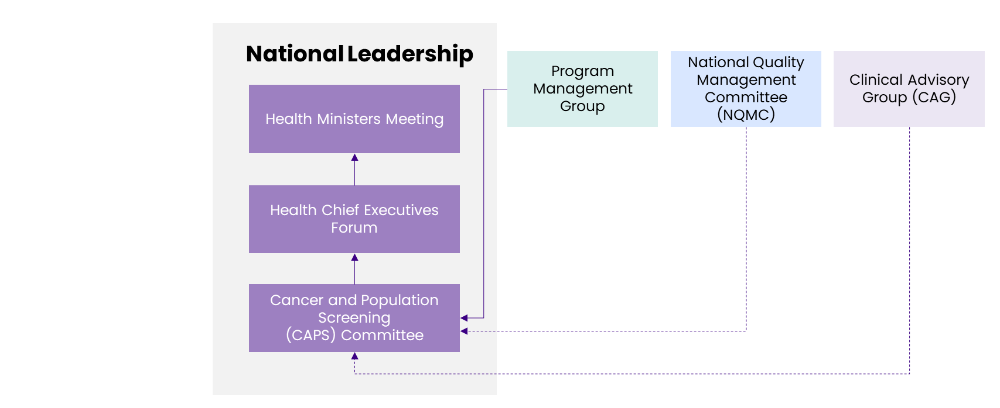 National Leadership
Health Ministers Meeting
Health Chief Executives
Forum
Cancer and Population
Screening
(CAPS) Committee
Program
Management
Group
National Quality
Management
Committee
(NQMC)
Clinical Advisory
Group (CAG)